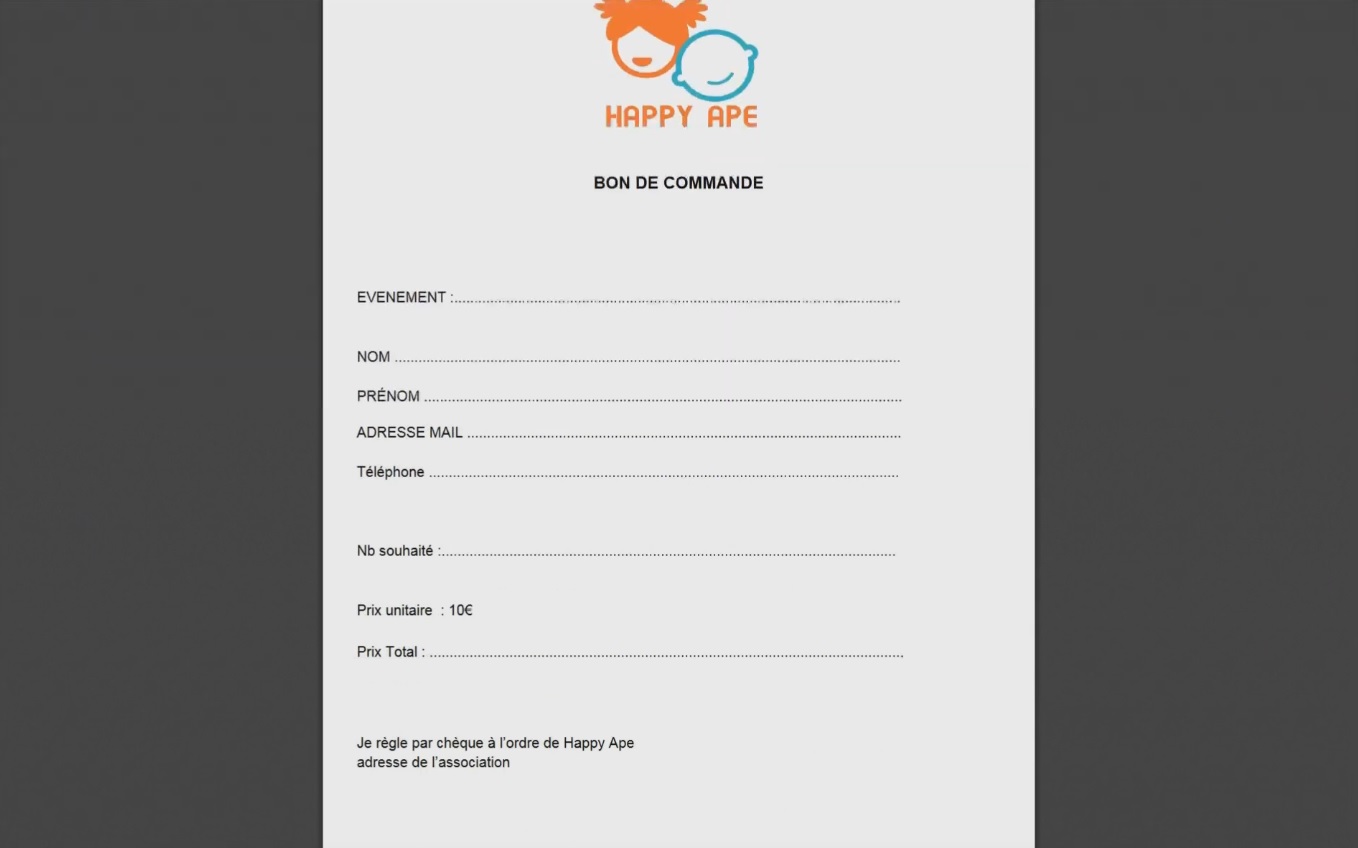 HAPPY APE
BON DE COMMANDE
EVENEMENT :..............................................................................................................
NOM .............................................................................................................................
PRÉNOM ......................................................................................................................
ADRESSE MAIL ...........................................................................................................
Téléphone ....................................................................................................................
Nb souhaité :................................................................................................................
Prix unitaire : 10€
Prix Total : .....................................................................................................................
Je règle par chèque à l’ordre de Happy Ape
adresse de l’association